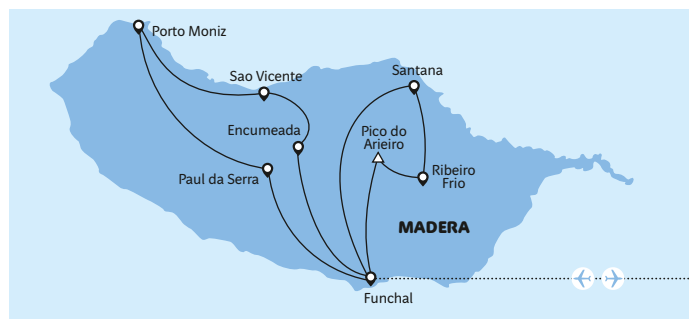 Porto Moniz
Sao Vicente
Santana
Encumeada
Pico do
Arieiro
Ribeiro
Frio
Paul da Serra
MADERA
Funchal